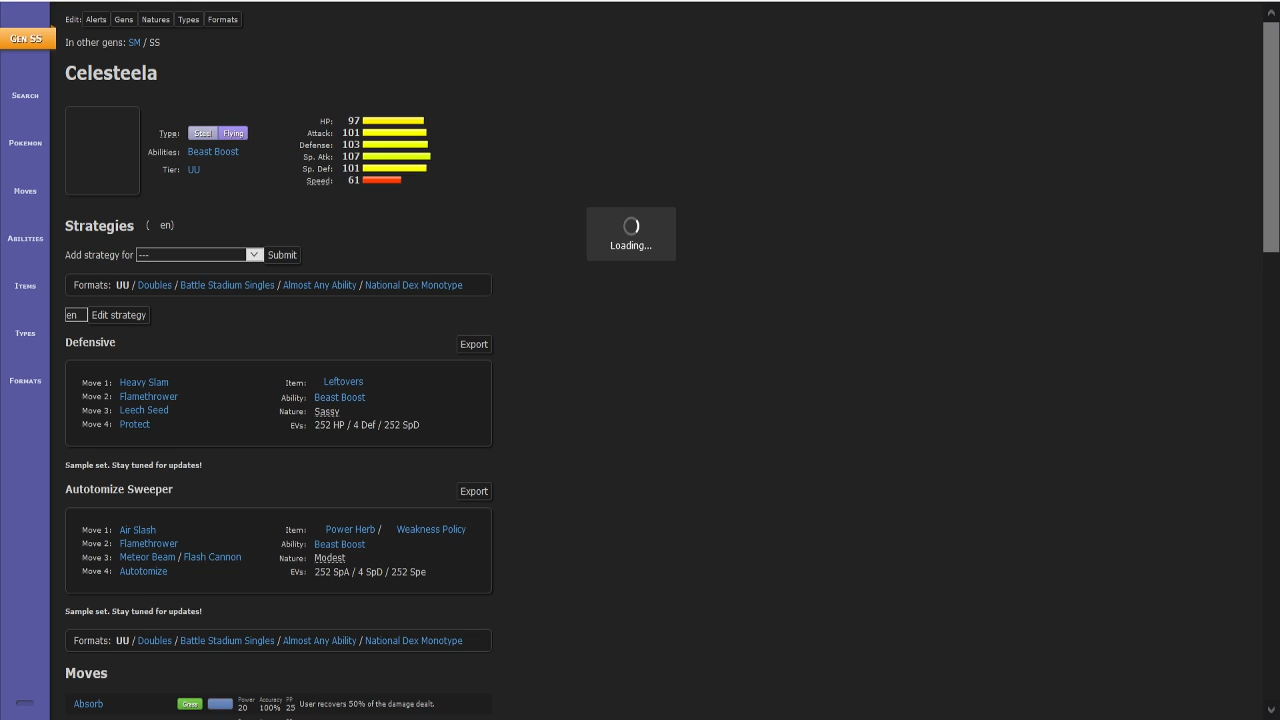 Edit: Alerts Gens Natures Types Formats
GEN SS
In other gens: SM / SS
Celesteela
SEARCH
POKEMON
MOVES
ABILITIES
ITEMS
TYPES
FORMATS
Type: Steel Flying
Abilities: Beast Boost
Tier: UU
HP: 97
Attack: 101
Defense: 103
Sp. Atk: 107
Sp. Def: 101
Speed: 61
Loading...
Strategies ( en)
Add strategy for --- Submit
Formats: UU / Doubles / Battle Stadium Singles / Almost Any Ability / National Dex Monotype
en Edit strategy
Defensive Export
Move 1: Heavy Slam
Move 2: Flamethrower
Move 3: Leech Seed
Move 4: Protect
Item: Leftovers
Ability: Beast Boost
Nature: Sassy
EVs: 252 HP / 4 Def / 252 SpD
Sample set. Stay tuned for updates!
Autotomize Sweeper Export
Move 1: Air Slash
Move 2: Flamethrower
Move 3: Meteor Beam / Flash Cannon
Move 4: Autotomize
Item: Power Herb / Weakness Policy
Ability: Beast Boost
Nature: Modest
EVs: 252 SpA / 4 SpD / 252 Spe
Sample set. Stay tuned for updates!
Formats: UU / Doubles / Battle Stadium Singles / Almost Any Ability / National Dex Monotype
Moves
Absorb Grass Power 20 Accuracy 100% PP 25 User recovers 50% of the damage dealt.